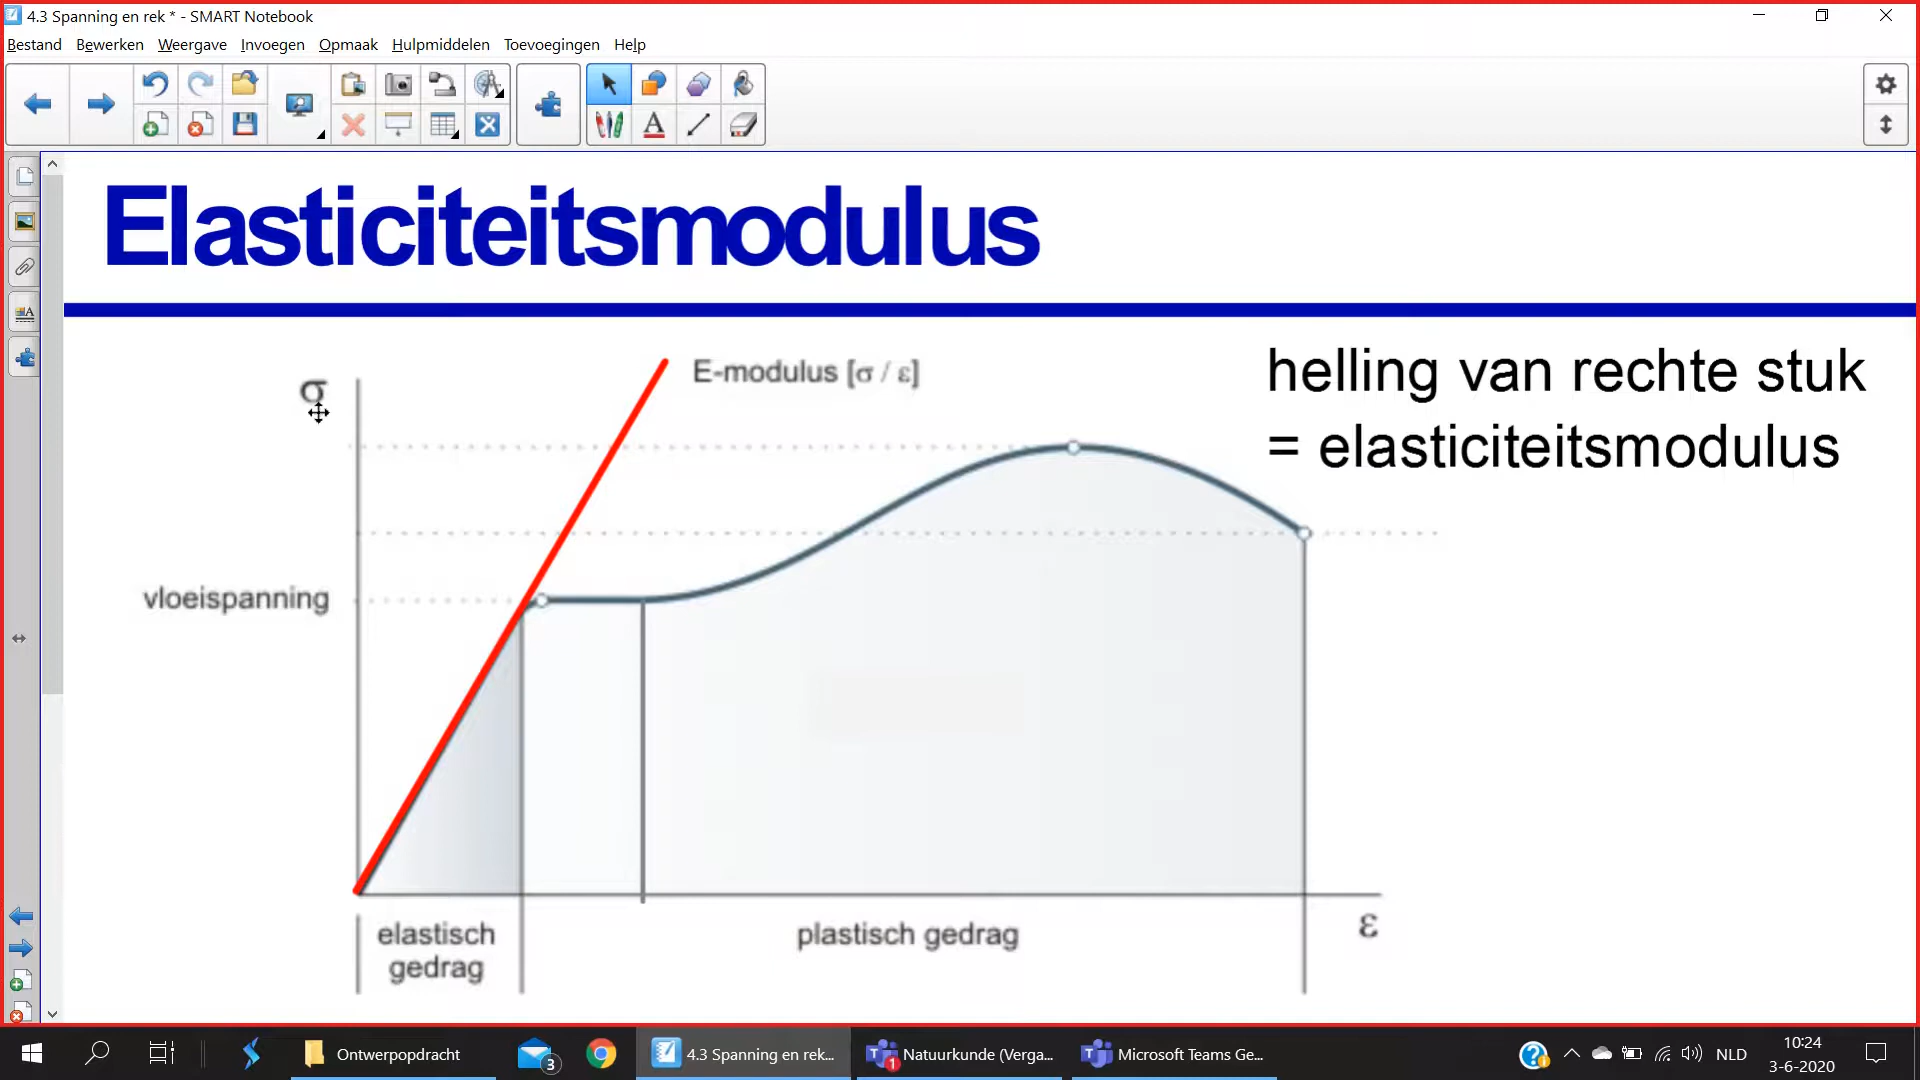 4.3 Spanning en rek * - SMART Notebook
Bestand Bewerken Weergave Invoegen Opmaak Hulpmiddelen Toevoegingen Help
Elasticiteitsmodulus
σ
E-modulus [σ / ε]
helling van rechte stuk
= elasticiteitsmodulus
vloeispanning
elastisch
gedrag
plastisch gedrag
ε
Ontwerpopdracht
3
4.3 Spanning en rek...
1
Natuurkunde (Verga...
Microsoft Teams Ge...
NLD
10:24
3-6-2020